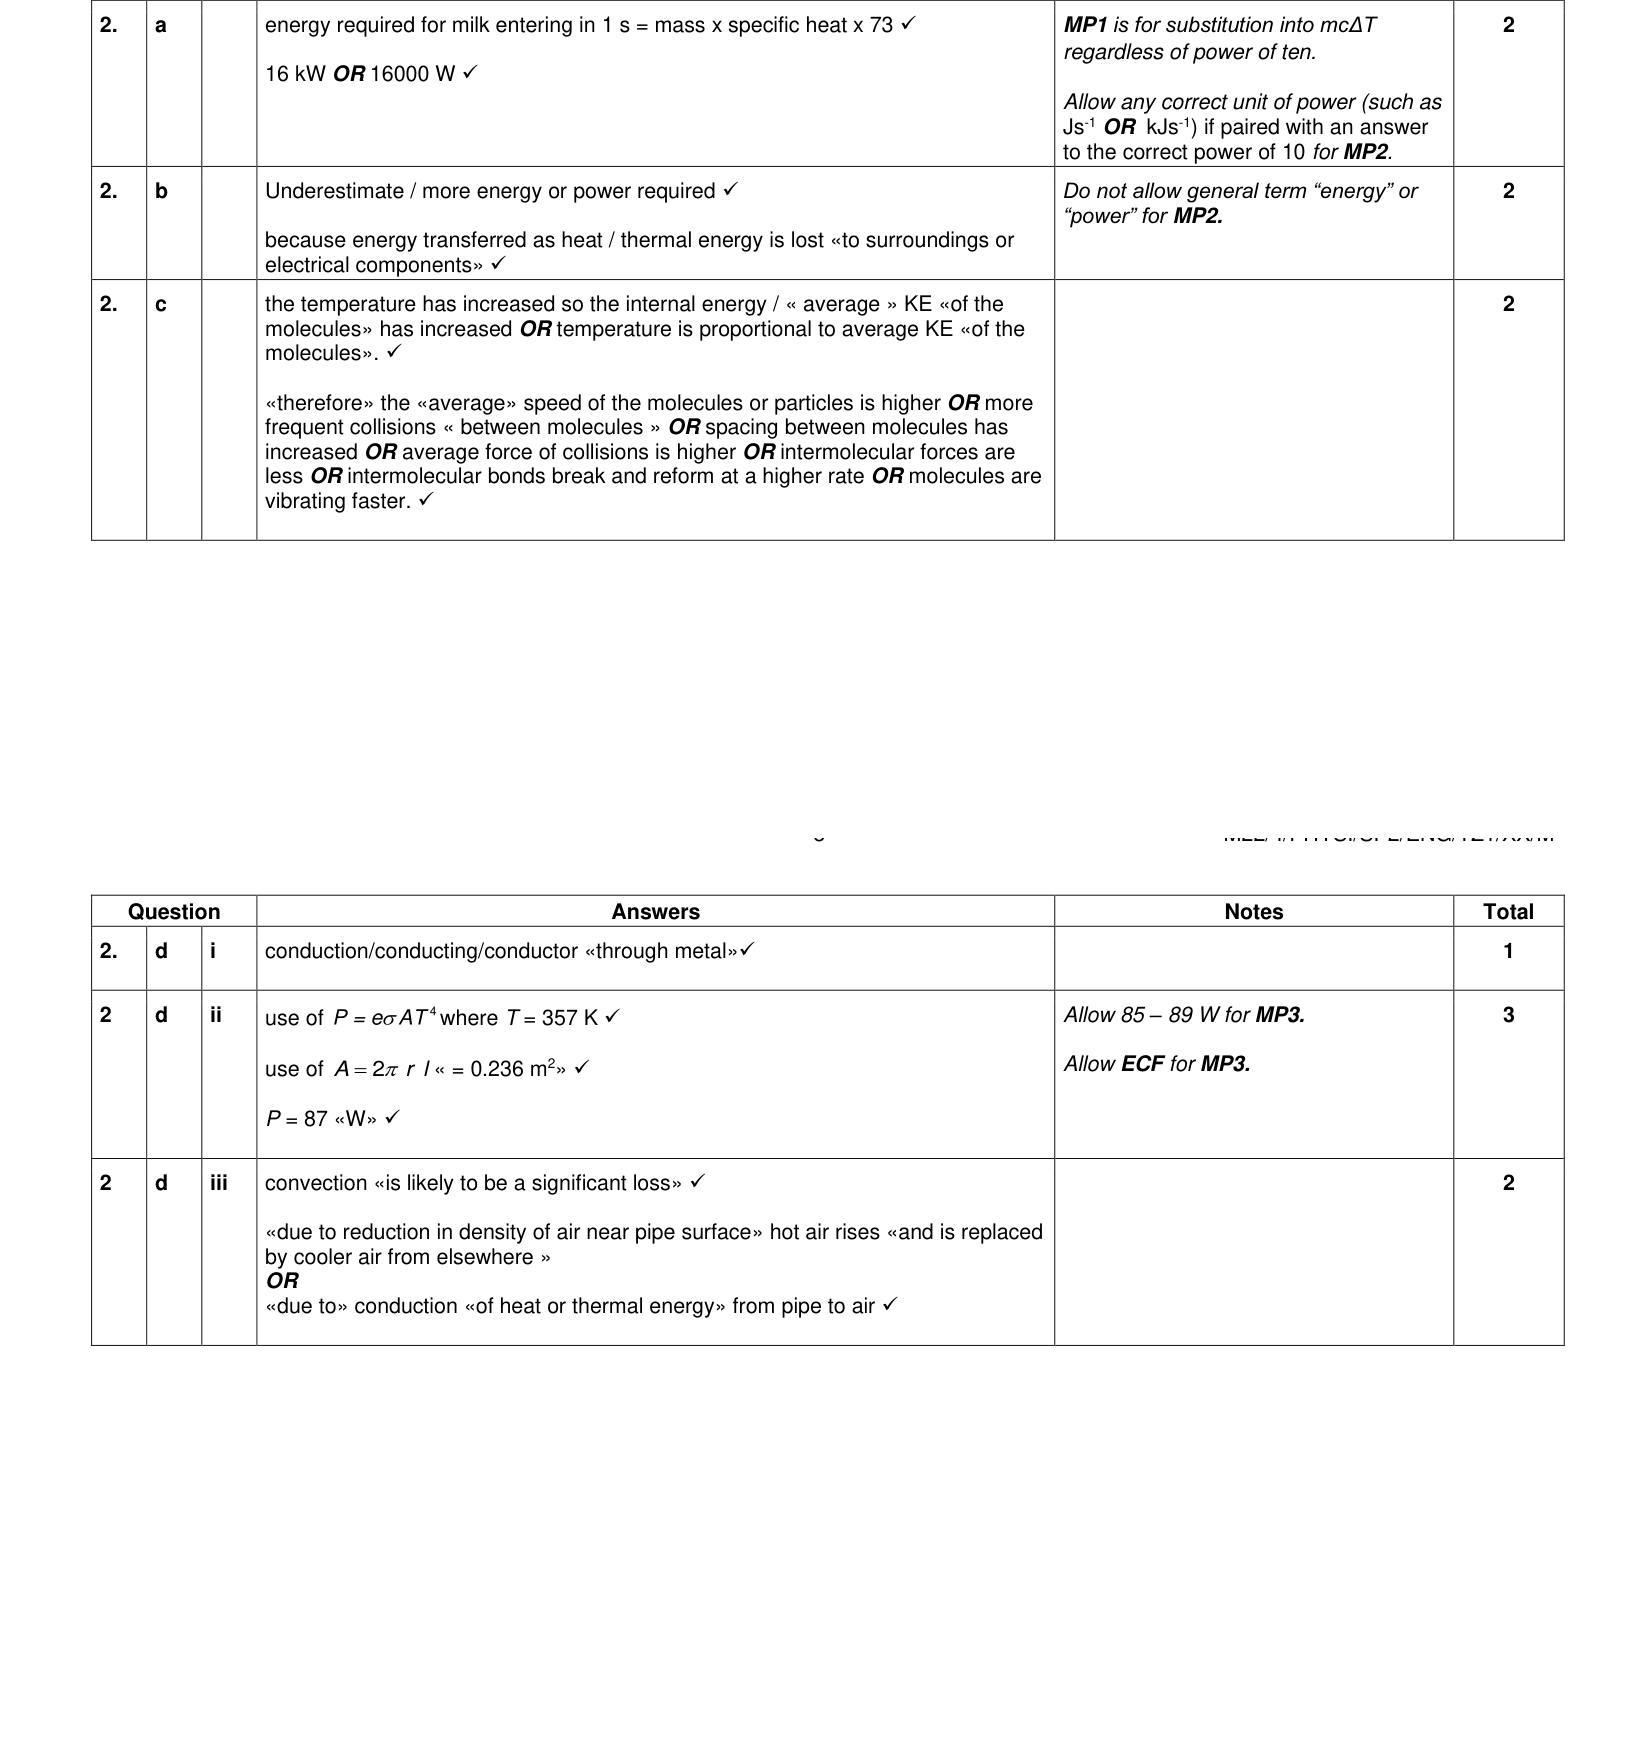 2. a energy required for milk entering in 1 s = mass x specific heat x 73 ✓ MP1 is for substitution into mcΔT 2
regardless of power of ten.
16 kW OR 16000 W ✓
Allow any correct unit of power (such as
Js-1 OR kJs-1) if paired with an answer
to the correct power of 10 for MP2.
2. b Underestimate / more energy or power required ✓ Do not allow general term “energy” or 2
“power” for MP2.
because energy transferred as heat / thermal energy is lost «to surroundings or
electrical components» ✓
2. c the temperature has increased so the internal energy / « average » KE «of the 2
molecules» has increased OR temperature is proportional to average KE «of the
molecules». ✓
«therefore» the «average» speed of the molecules or particles is higher OR more
frequent collisions « between molecules » OR spacing between molecules has
increased OR average force of collisions is higher OR intermolecular forces are
less OR intermolecular bonds break and reform at a higher rate OR molecules are
vibrating faster. ✓
Question Answers Notes Total
2. d i conduction/conducting/conductor «through metal»✓ 1
2 d ii use of P = eσAT⁴ where T = 357 K ✓ Allow 85 – 89 W for MP3. 3
use of A = 2π r l « = 0.236 m²» ✓ Allow ECF for MP3.
P = 87 «W» ✓
2 d iii convection «is likely to be a significant loss» ✓ 2
«due to reduction in density of air near pipe surface» hot air rises «and is replaced
by cooler air from elsewhere »
OR
«due to» conduction «of heat or thermal energy» from pipe to air ✓